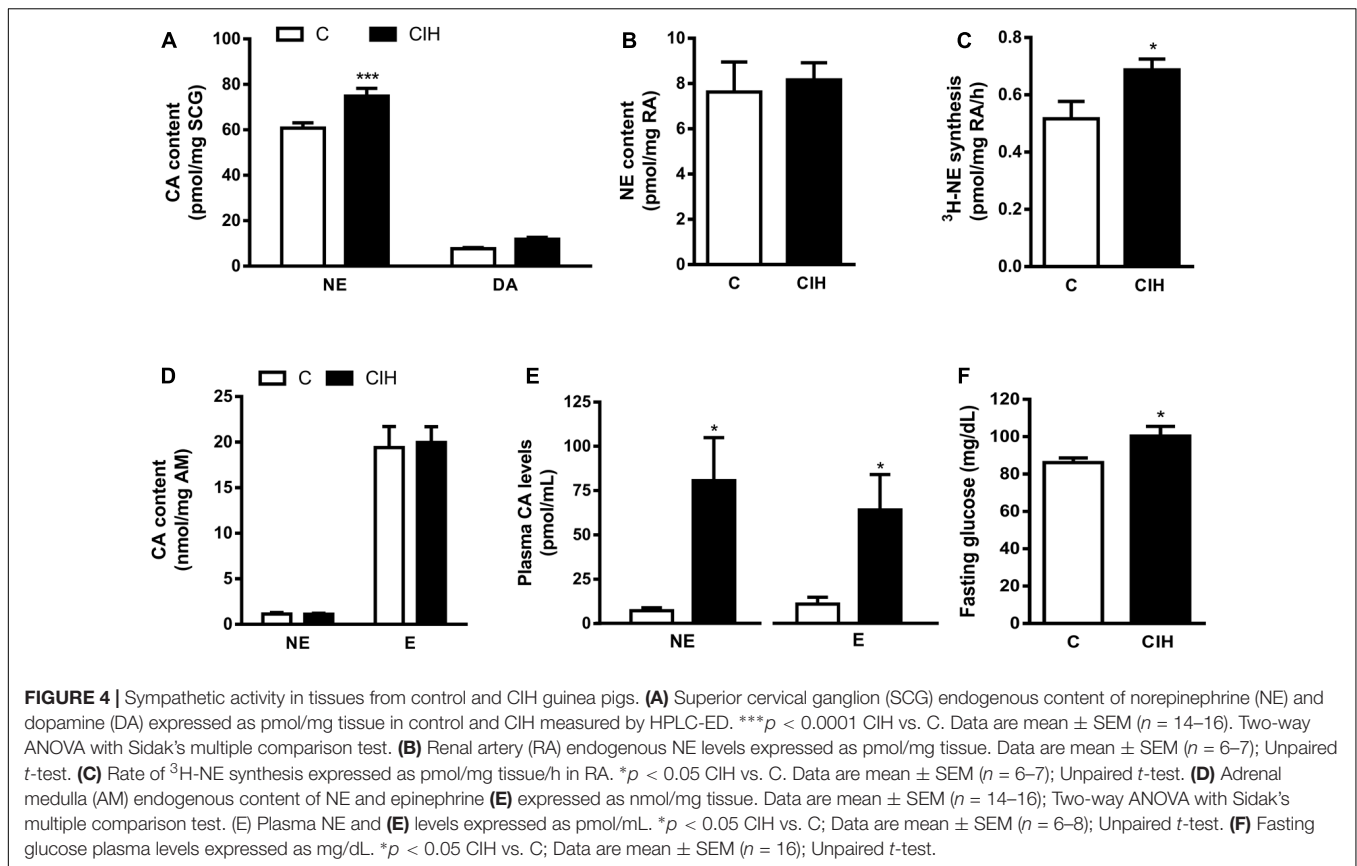 A
C
CIH
CA content
(pmol/mg SCG)
100
80
60
40
20
0
***
NE
DA
B
NE content
(pmol/mg RA)
10
8
6
4
2
0
C
CIH
C
³H-NE synthesis
(pmol/mg RA/h)
0.8
0.6
0.4
0.2
0.0
*
C
CIH
D
C
CIH
CA content
(nmol/mg AM)
25
20
15
10
5
0
NE
E
E
Plasma CA levels
(pmol/mL)
125
100
75
50
25
0
*
*
NE
E
F
Fasting glucose (mg/dL)
120
100
80
60
40
20
0
*
C
CIH
FIGURE 4 | Sympathetic activity in tissues from control and CIH guinea pigs. (A) Superior cervical ganglion (SCG) endogenous content of norepinephrine (NE) and
dopamine (DA) expressed as pmol/mg tissue in control and CIH measured by HPLC-ED. ***p < 0.0001 CIH vs. C. Data are mean ± SEM (n = 14–16). Two-way
ANOVA with Sidak's multiple comparison test. (B) Renal artery (RA) endogenous NE levels expressed as pmol/mg tissue. Data are mean ± SEM (n = 6–7); Unpaired
t-test. (C) Rate of ³H-NE synthesis expressed as pmol/mg tissue/h in RA. *p < 0.05 CIH vs. C. Data are mean ± SEM (n = 6–7); Unpaired t-test. (D) Adrenal
medulla (AM) endogenous content of NE and epinephrine (E) expressed as nmol/mg tissue. Data are mean ± SEM (n = 14–16); Two-way ANOVA with Sidak's
multiple comparison test. (E) Plasma NE and (E) levels expressed as pmol/mL. *p < 0.05 CIH vs. C; Data are mean ± SEM (n = 6–8); Unpaired t-test. (F) Fasting
glucose plasma levels expressed as mg/dL. *p < 0.05 CIH vs. C; Data are mean ± SEM (n = 16); Unpaired t-test.